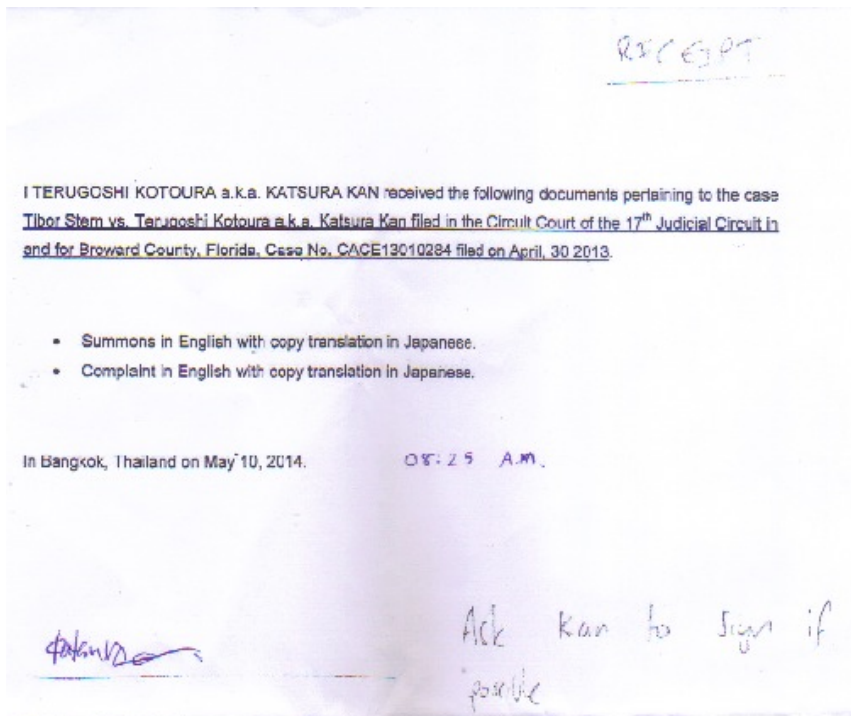 RECEIPT
I TERUGOSHI KOTOURA a.k.a. KATSURA KAN received the following documents pertaining to the case
Tibor Stern vs. Terugoshi Kotoura a.k.a. Katsura Kan filed in the Circuit Court of the 17th Judicial Circuit in
and for Broward County, Florida, Case No. CACE13010284 filed on April, 30 2013.
• Summons in English with copy translation in Japanese.
• Complaint in English with copy translation in Japanese.
In Bangkok, Thailand on May 10, 2014. 08:25 A.M.
Ask Kan to sign if
possible